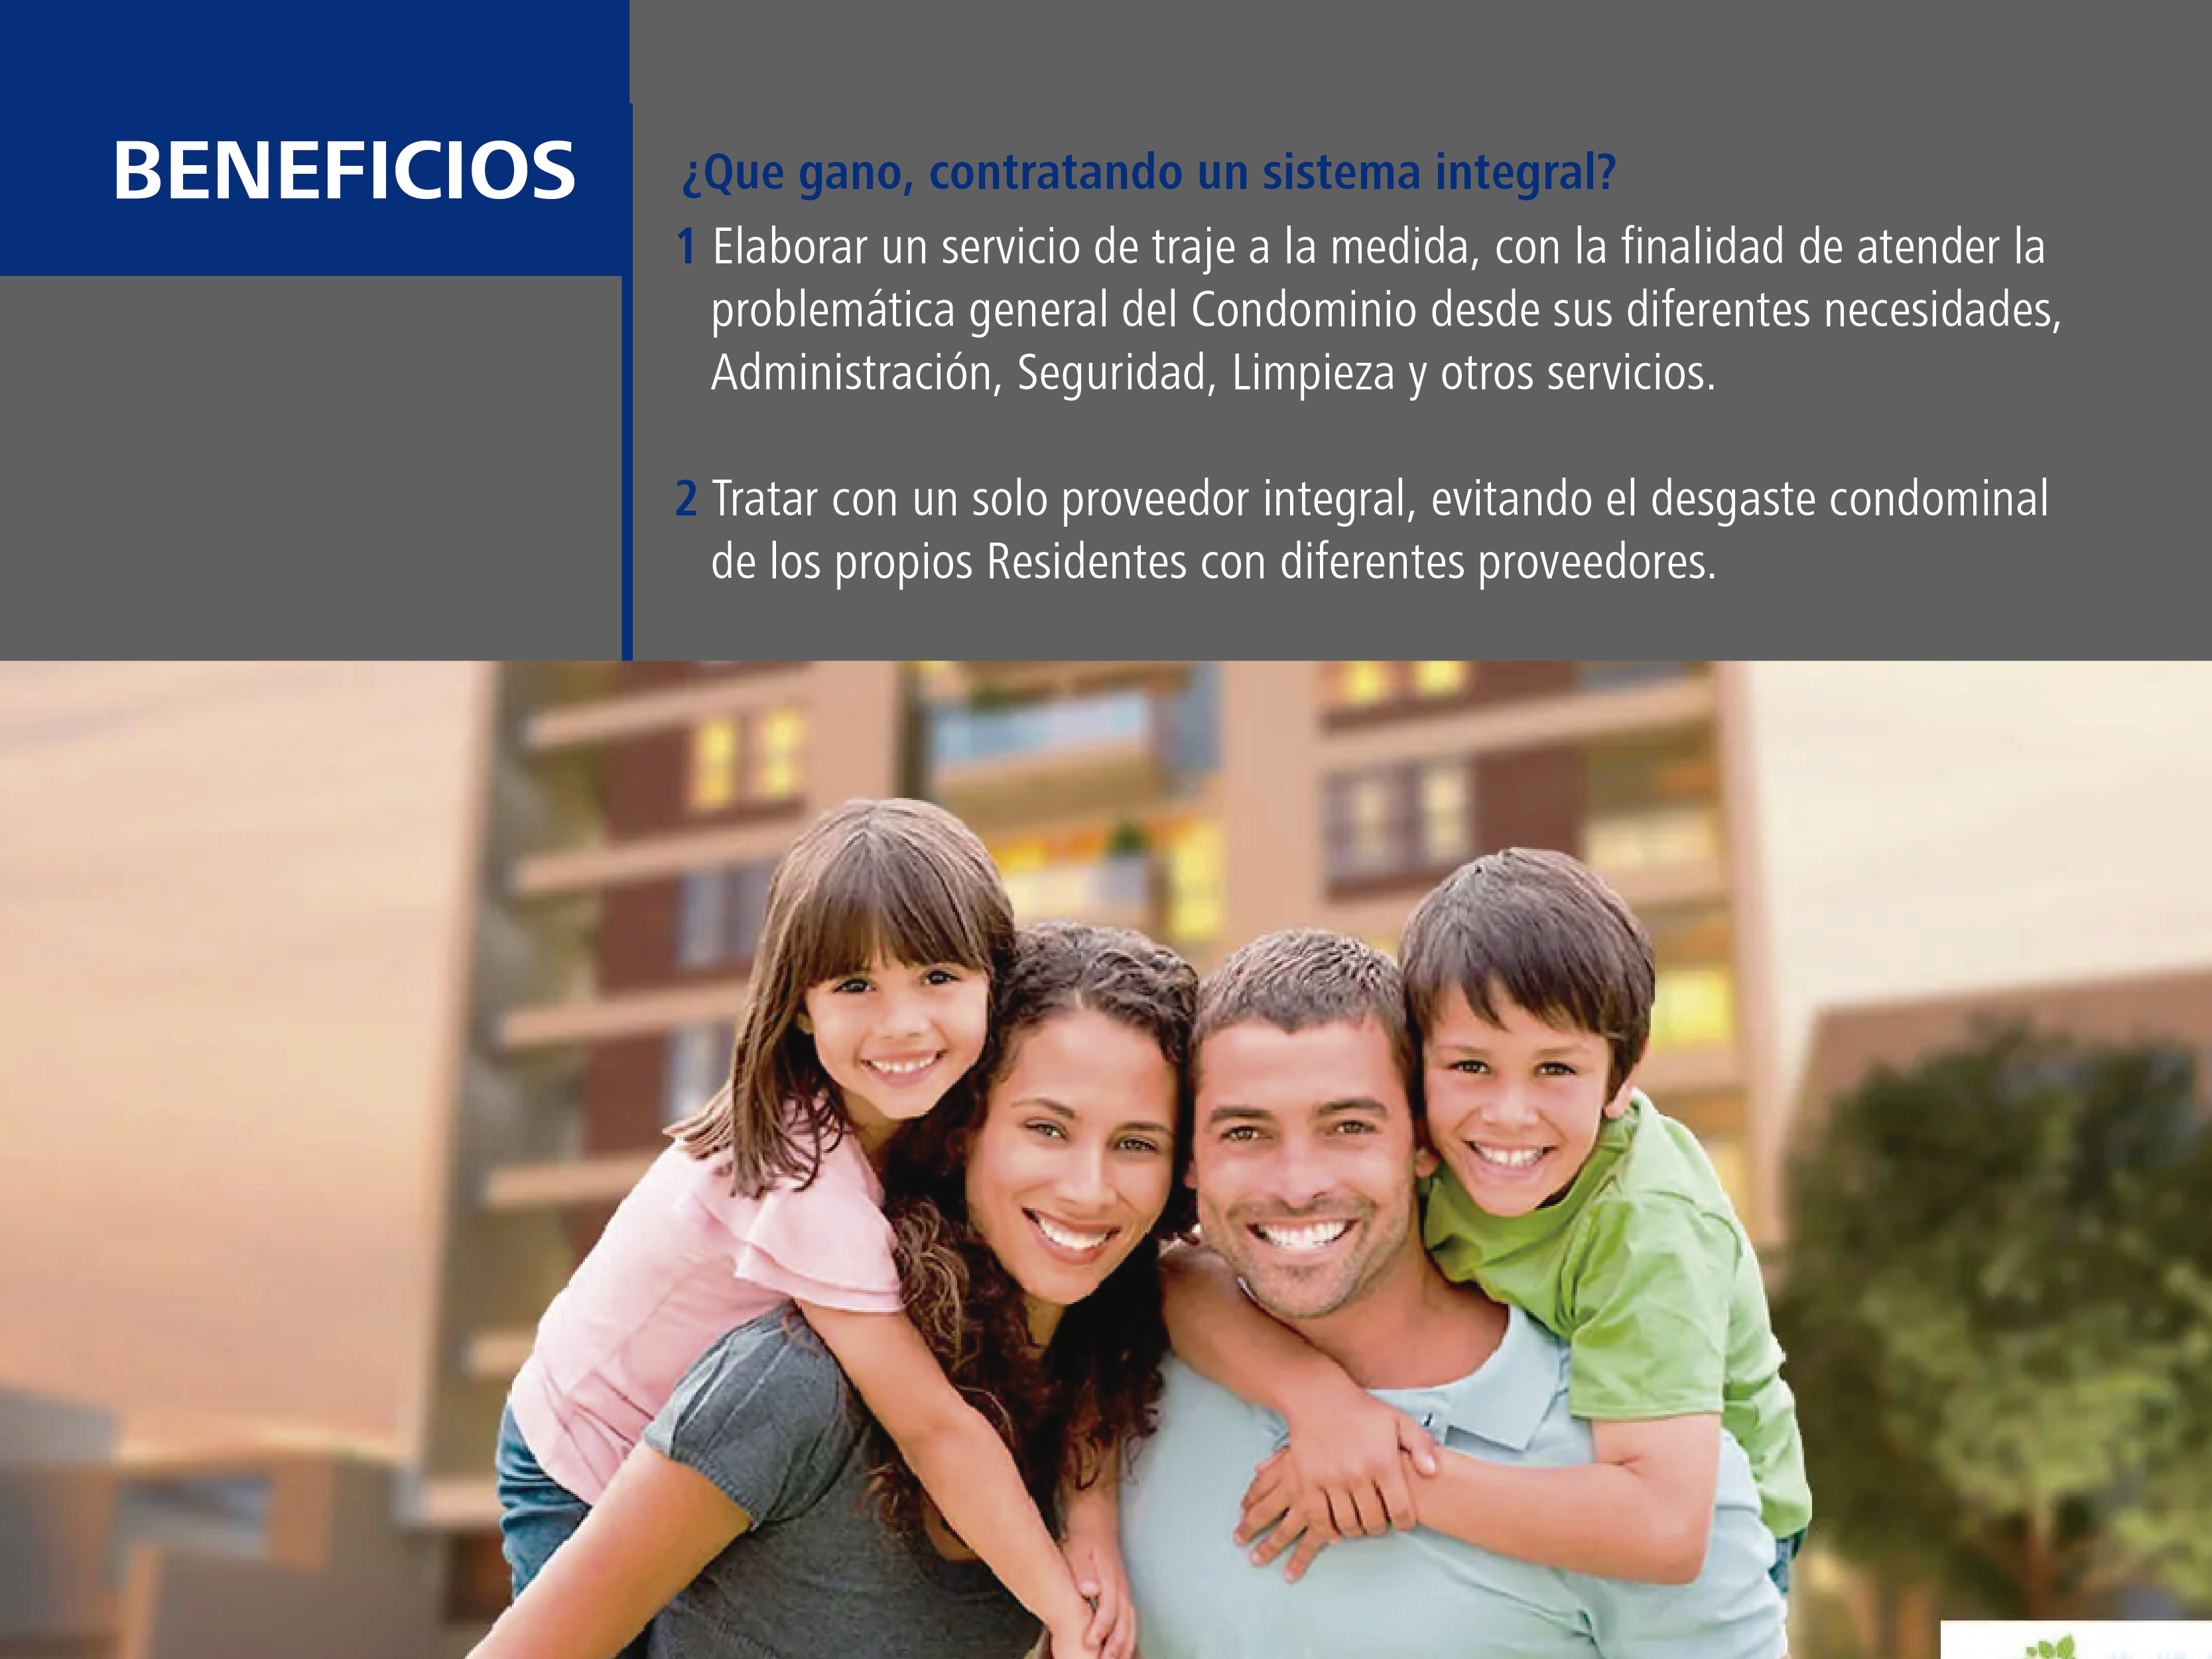 BENEFICIOS
¿Que gano, contratando un sistema integral?
1 Elaborar un servicio de traje a la medida, con la finalidad de atender la
problemática general del Condominio desde sus diferentes necesidades,
Administración, Seguridad, Limpieza y otros servicios.
2 Tratar con un solo proveedor integral, evitando el desgaste condominal
de los propios Residentes con diferentes proveedores.